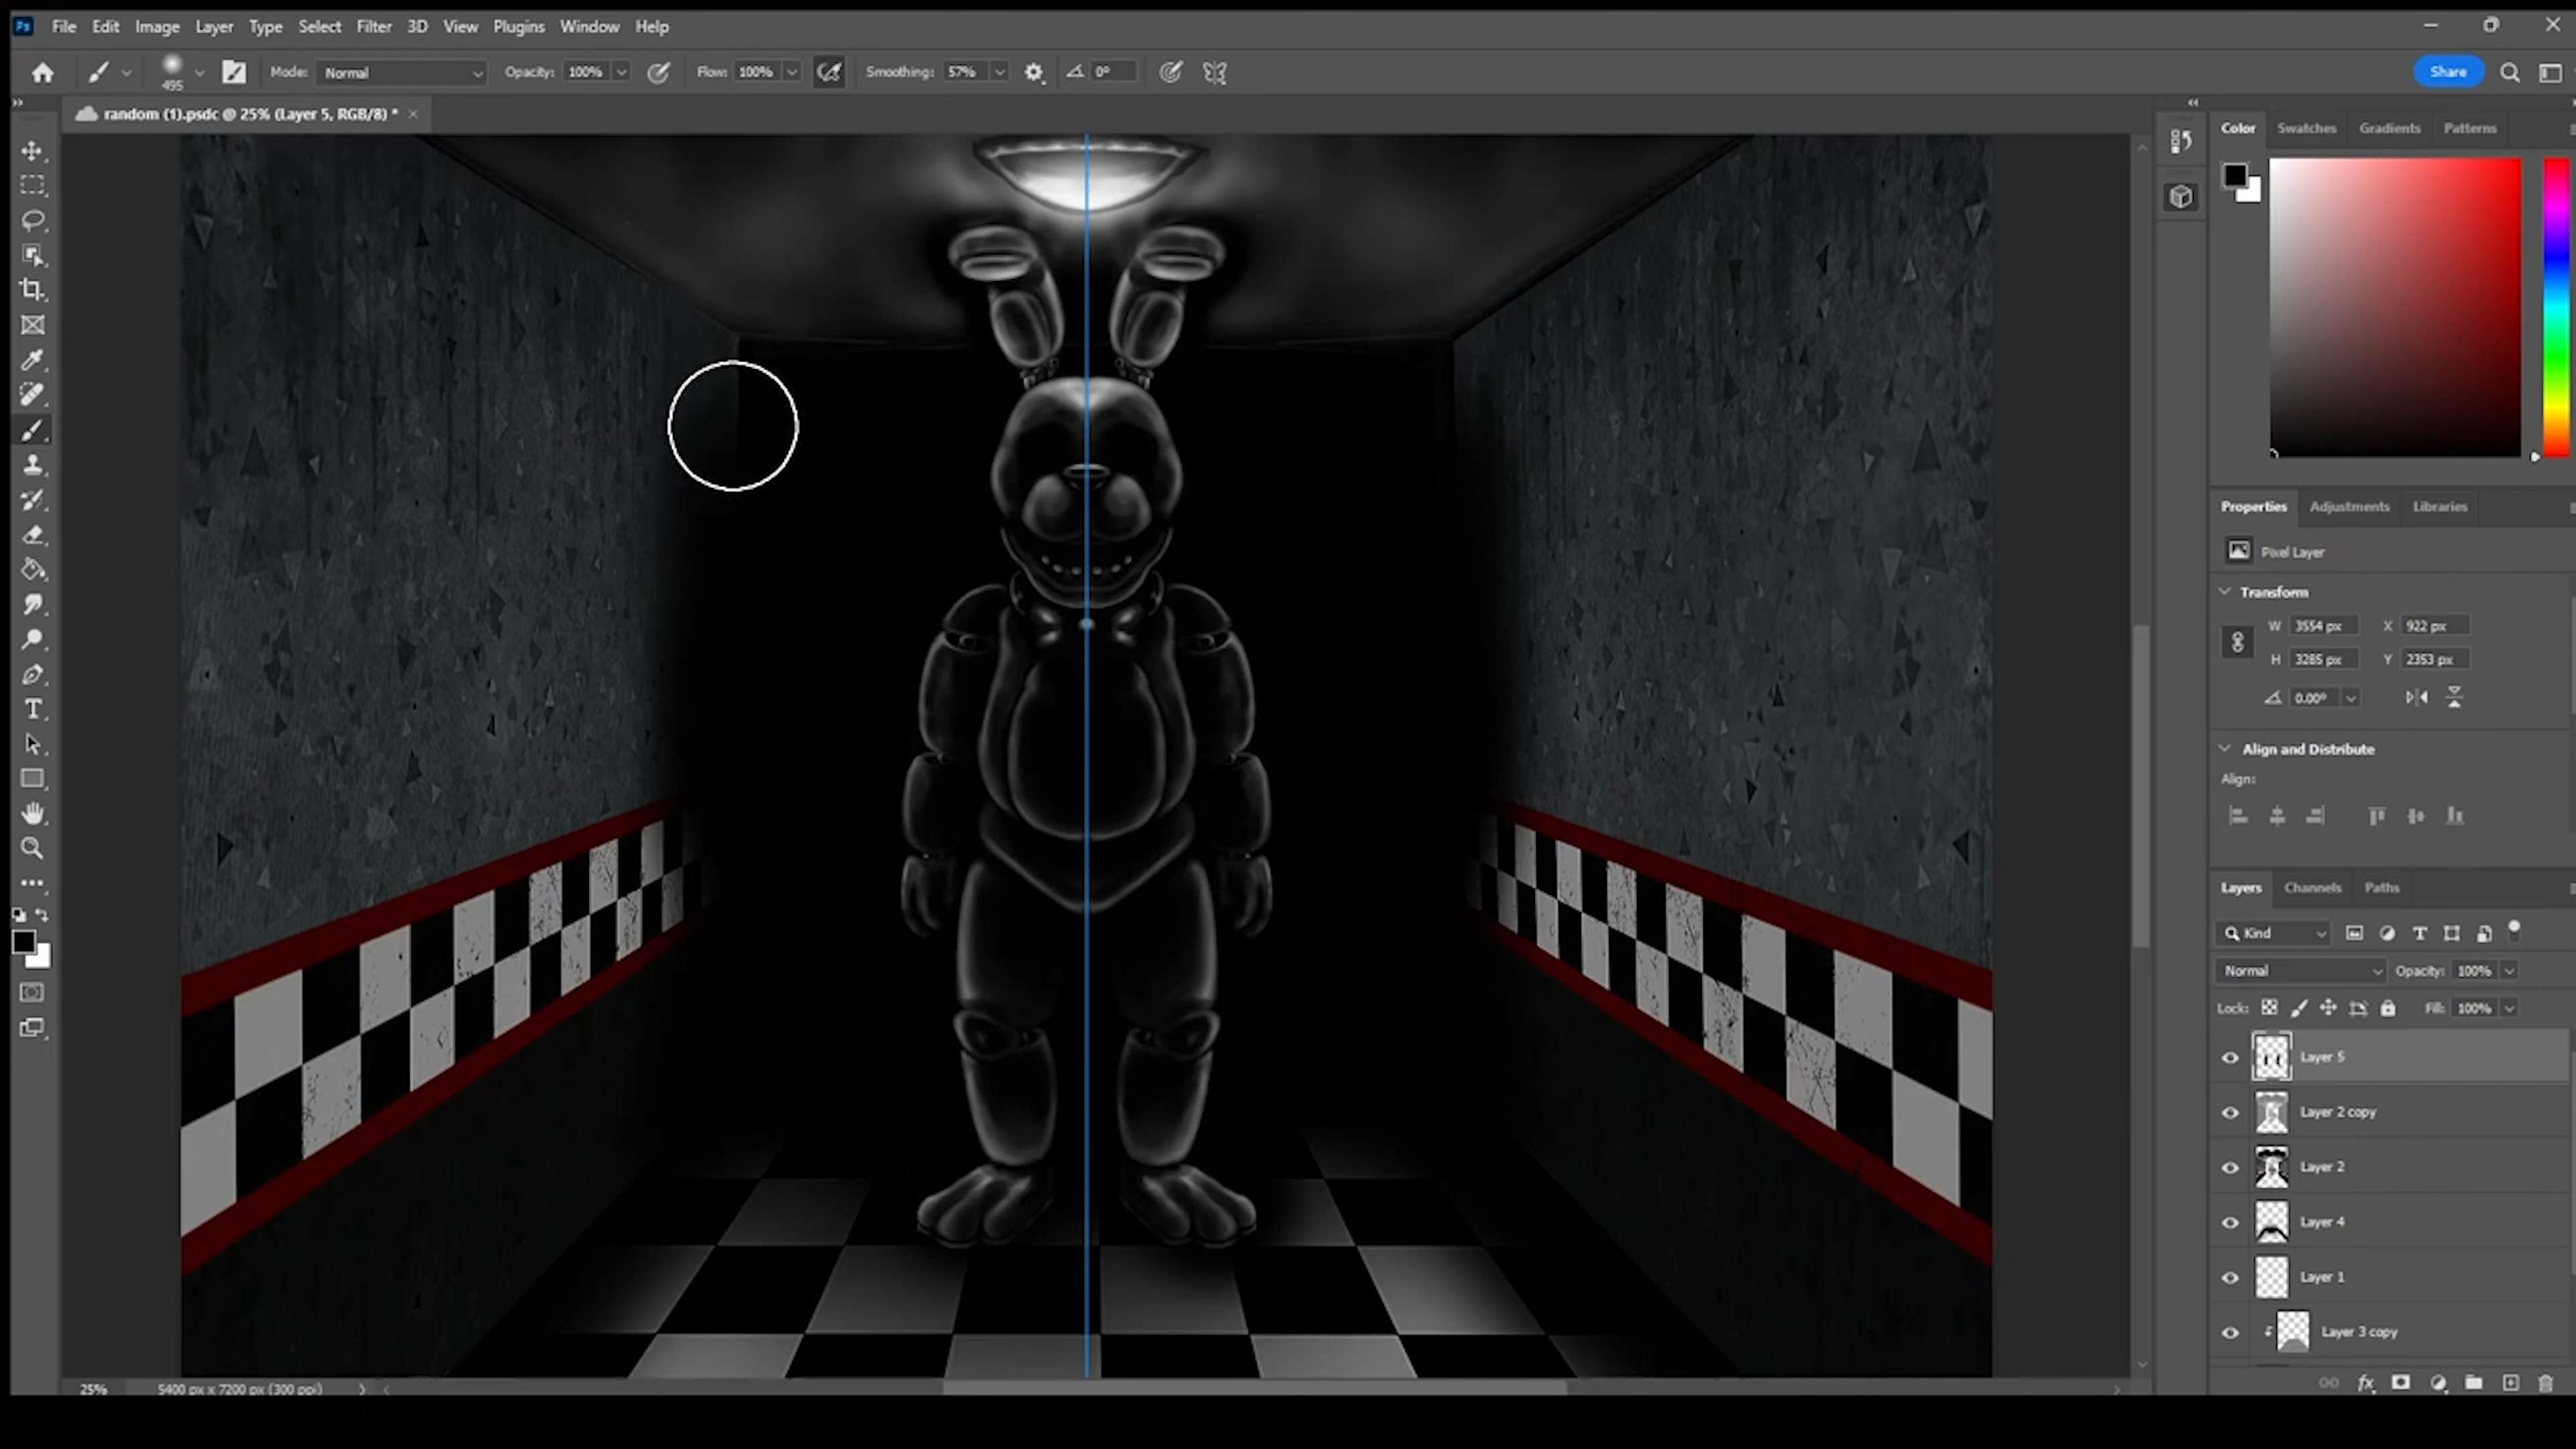 Ps File Edit Image Layer Type Select Filter 3D View Plugins Window Help
495 Mode: Normal Opacity: 100% Flow: 100% Smoothing: 57% 0° Share
random (1).psdc @ 25% (Layer 5, RGB/8) *
Color Swatches Gradients Patterns
Properties Adjustments Libraries
Pixel Layer
Transform
W 3554 px X 922 px
H 3285 px Y 2353 px
0.00°
Align and Distribute
Align:
Layers Channels Paths
Kind
Normal Opacity: 100%
Lock: Fill: 100%
Layer 5
Layer 2 copy
Layer 2
Layer 4
Layer 1
Layer 3 copy
25% 5400 px x 7200 px (300 ppi)